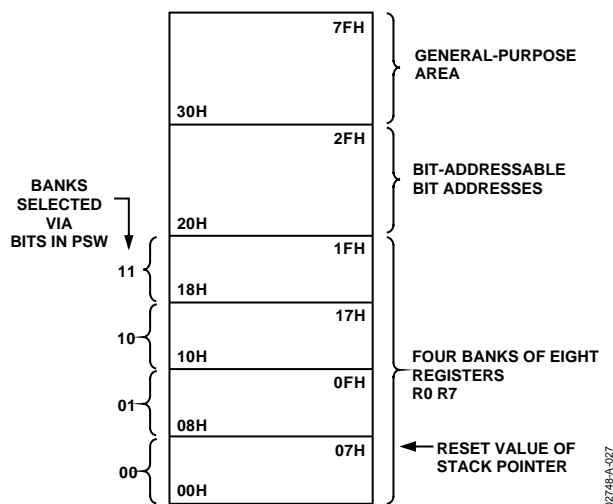 7FH
GENERAL-PURPOSE
AREA
30H
2FH
BIT-ADDRESSABLE
BIT ADDRESSES
20H
BANKS
SELECTED
VIA
BITS IN PSW
1FH
11
18H
17H
10
10H
FOUR BANKS OF EIGHT
REGISTERS
R0 R7
0FH
01
08H
07H
RESET VALUE OF
STACK POINTER
00
00H
02748-A-027